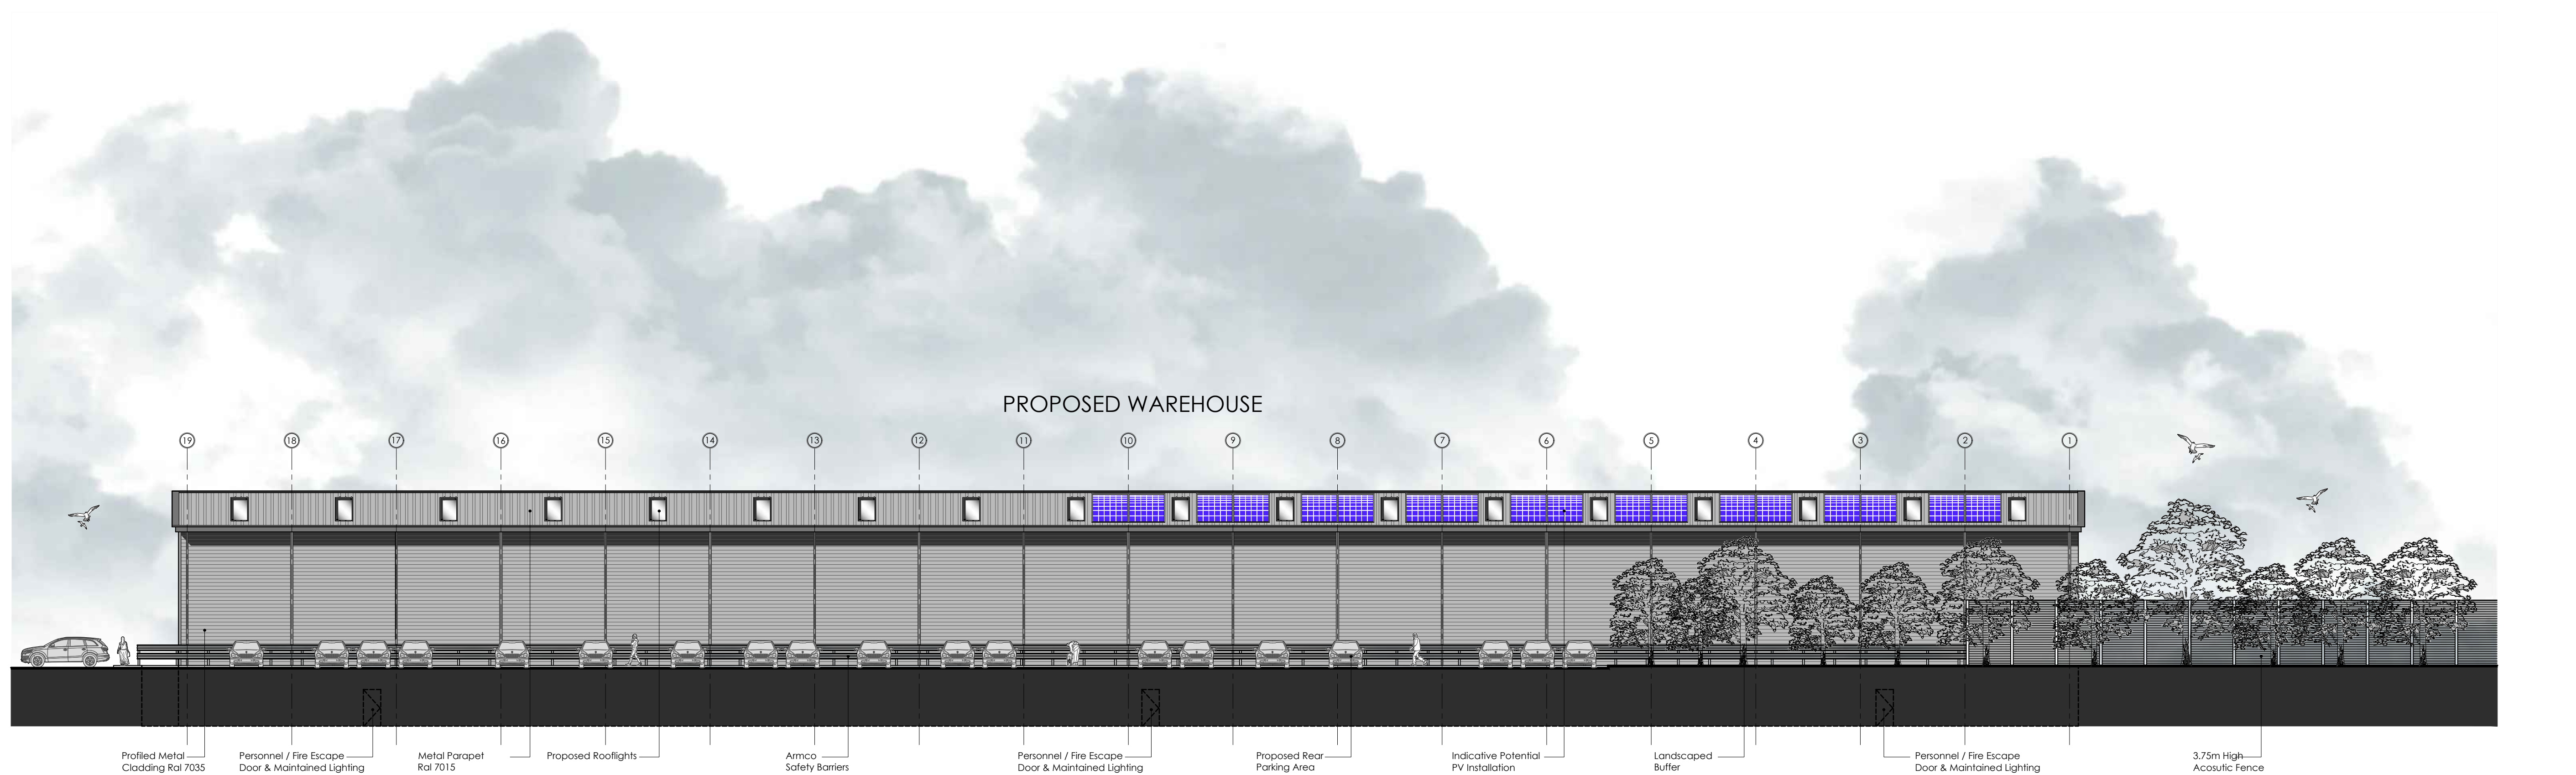 PROPOSED WAREHOUSE
19 18 17 16 15 14 13 12 11 10 9 8 7 6 5 4 3 2 1
Profiled Metal
Cladding Ral 7035
Personnel / Fire Escape
Door & Maintained Lighting
Metal Parapet
Ral 7015
Proposed Rooflights
Armco
Safety Barriers
Personnel / Fire Escape
Door & Maintained Lighting
Proposed Rear
Parking Area
Indicative Potential
PV Installation
Landscaped
Buffer
Personnel / Fire Escape
Door & Maintained Lighting
3.75m High
Acosutic Fence